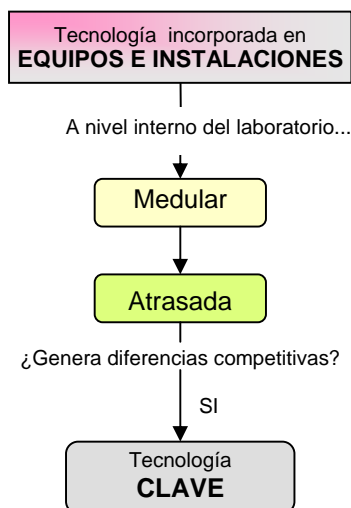 Tecnología incorporada en
EQUIPOS E INSTALACIONES
A nivel interno del laboratorio...
Medular
Atrasada
¿Genera diferencias competitivas?
SI
Tecnología
CLAVE